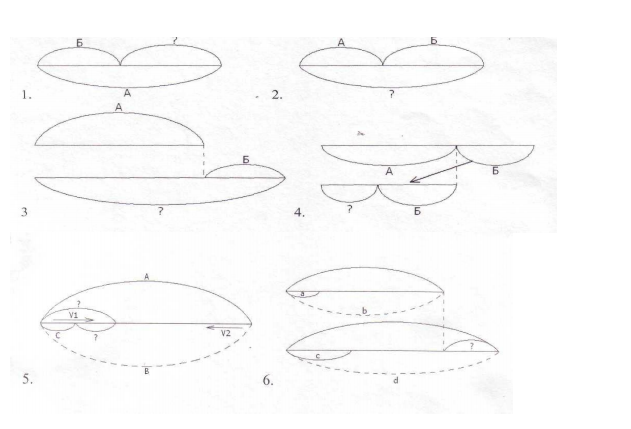 Б ?
А
1.
А Б
?
2.
А
Б
?
3
А Б
? Б
4.
A
?
V1
V2
C ?
B
5.
a
b
c ?
d
6.